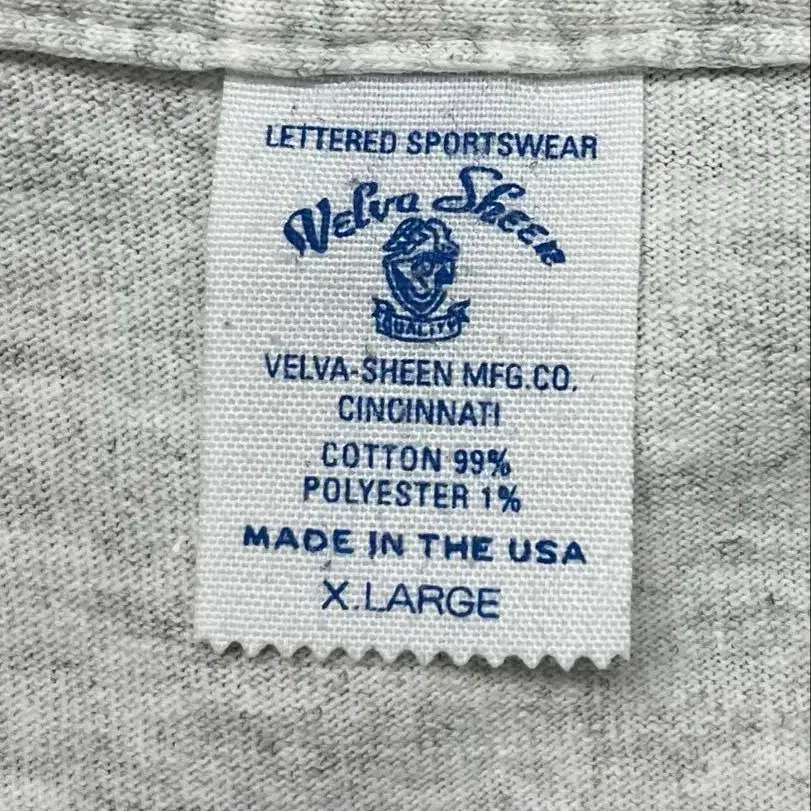 LETTERED SPORTSWEAR
Velva Sheen
QUALITY
VELVA-SHEEN MFG.CO.
CINCINNATI
COTTON 99%
POLYESTER 1%
MADE IN THE USA
X.LARGE